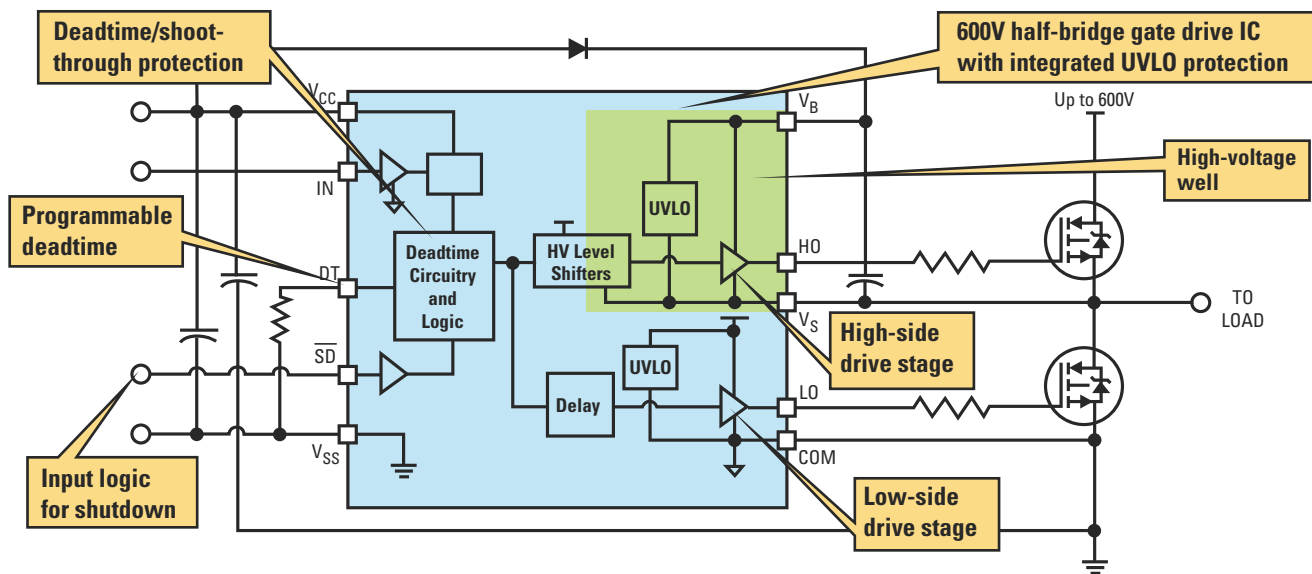 Deadtime/shoot-
through protection
600V half-bridge gate drive IC
with integrated UVLO protection
VCC
VB
Up to 600V
IN
High-voltage
well
UVLO
Programmable
deadtime
DT
Deadtime
Circuitry
and
Logic
HV Level
Shifters
HO
VS
TO
LOAD
SD
UVLO
High-side
drive stage
Delay
LO
VSS
COM
Input logic
for shutdown
Low-side
drive stage